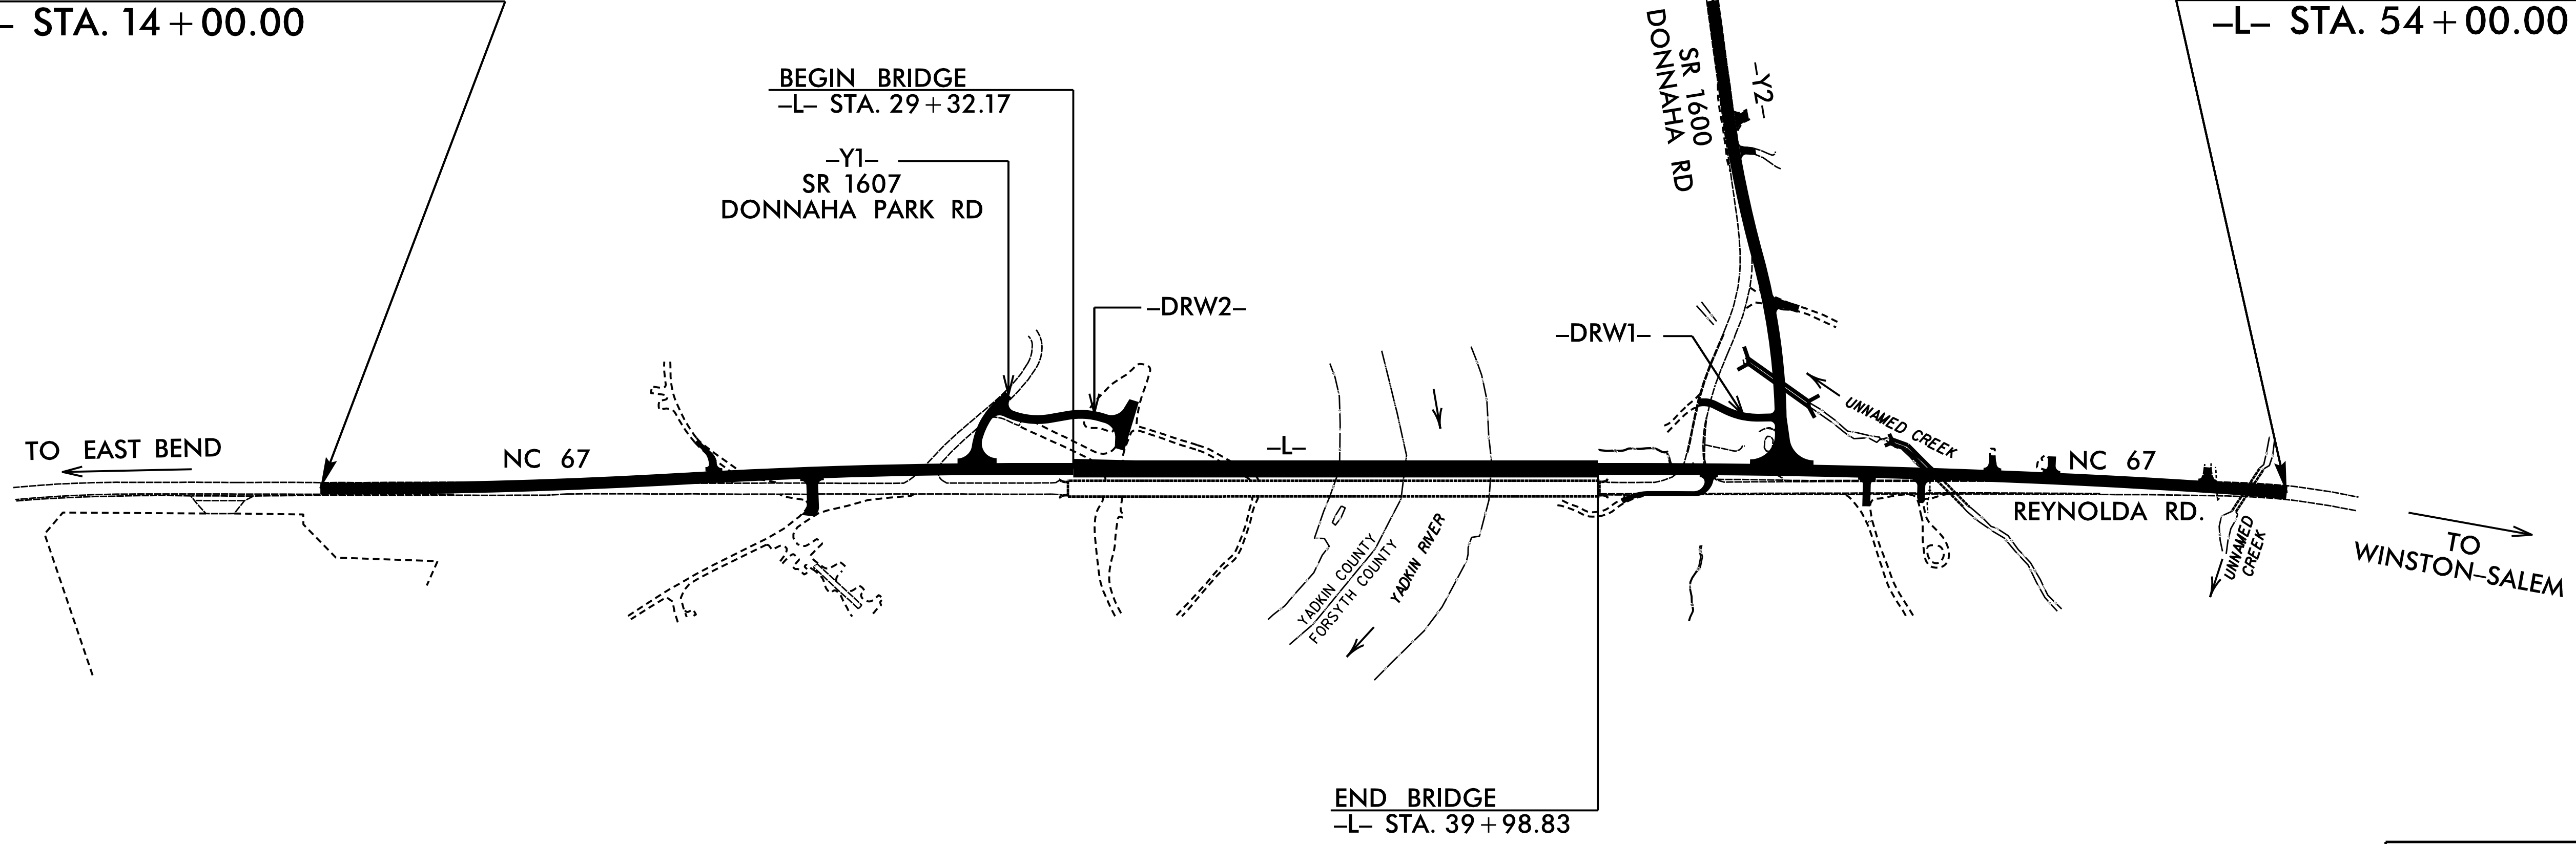 – STA. 14+00.00
–L– STA. 54+00.00
BEGIN BRIDGE
–L– STA. 29+32.17
–Y1–
SR 1607
DONNAHA PARK RD
–DRW2–
SR 1600
DONNAHA RD
–Y2–
–DRW1–
UNNAMED CREEK
TO EAST BEND
NC 67
–L–
NC 67
REYNOLDA RD.
YADKIN COUNTY
FORSYTH COUNTY
YADKIN RIVER
UNNAMED
CREEK
TO
WINSTON–SALEM
END BRIDGE
–L– STA. 39+98.83